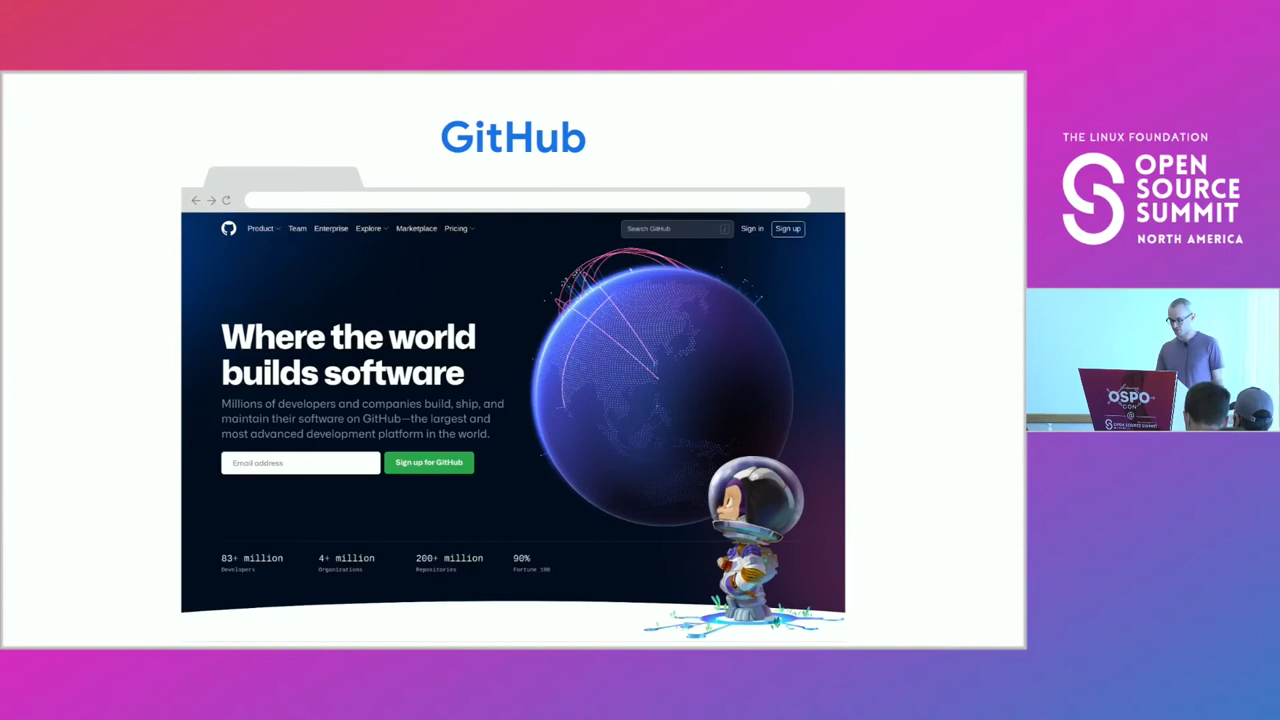 GitHub
Product Team Enterprise Explore Marketplace Pricing
Search GitHub /
Sign in
Sign up
Where the world
builds software
Millions of developers and companies build, ship, and
maintain their software on GitHub—the largest and
most advanced development platform in the world.
Email address
Sign up for GitHub
83+ million
Developers
4+ million
Organizations
200+ million
Repositories
90%
Fortune 100
THE LINUX FOUNDATION
OPEN
SOURCE
SUMMIT
NORTH AMERICA
OSPO
CON
@
OPEN SOURCE SUMMIT